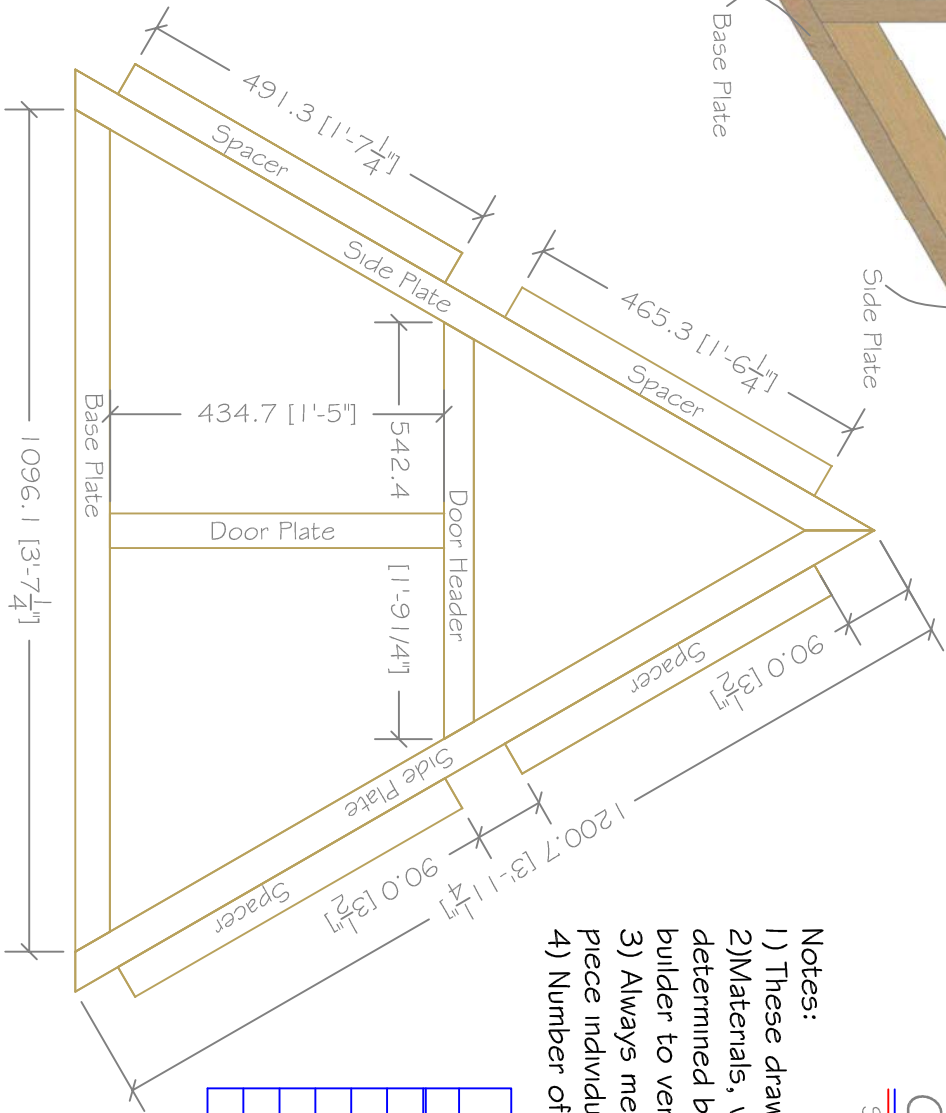 Base Plate
Side Plate
491.3 [1'-7 1/4"]
Spacer
Side Plate
465.3 [1'-6 1/4"]
Spacer
434.7 [1'-5"]
542.4 [1'-9 1/4"]
Door Header
Door Plate
Base Plate
1096.1 [3'-7 1/4"]
Spacer
90.0 [3 1/2"]
Side Plate
1200.7 [3'-11 1/4"]
Spacer
90.0 [3 1/2"]
Notes:
1) These draw
2)Materials,
determined b
builder to ver
3) Always me
piece individu
4) Number of